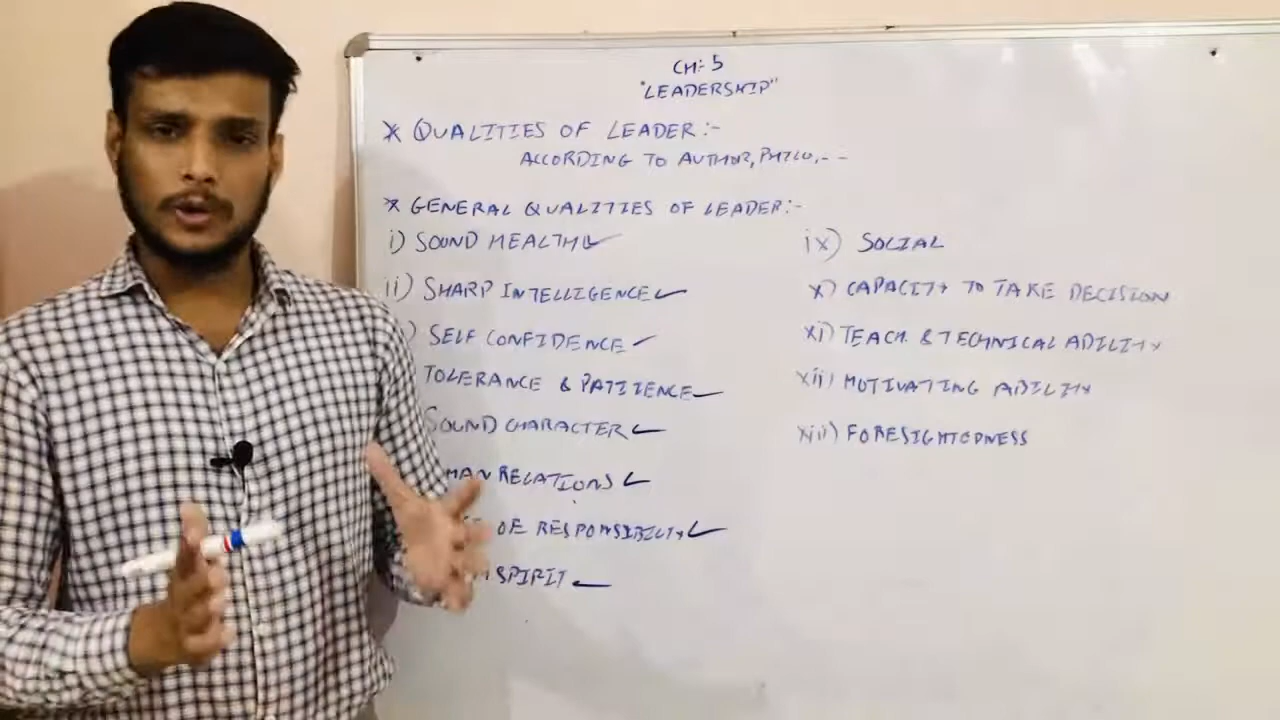 CH:- 5
"LEADERSHIP"
* QUALITIES OF LEADER:-
ACCORDING TO AUTHOR, PHILO, - -
* GENERAL QUALITIES OF LEADER:-
i) SOUND HEALTH
ii) SHARP INTELLIGENCE
) SELF CONFIDENCE
TOLERANCE & PATIENCE
SOUND CHARACTER
MAN RELATIONS
OF RESPONSIBILTY
SPIRIT
ix) SOCIAL
x) CAPACITY TO TAKE DECISION
xi) TEACH. & TECHNICAL ABILITY
xii) MOTIVATING ABILITY
xiii) FORESIGHTEDNESS